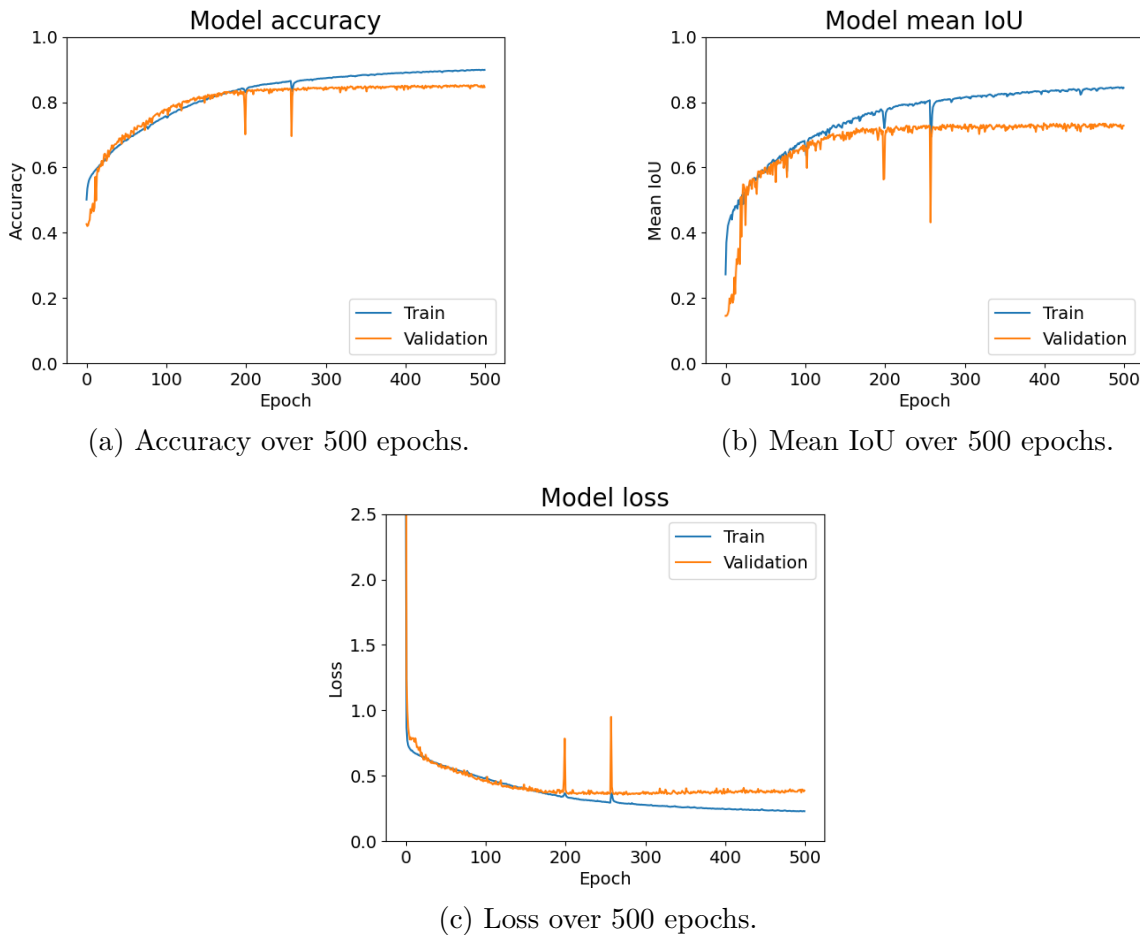 Model accuracy
1.0
0.8
0.6
0.4
0.2
0.0
Accuracy
Train
Validation
0 100 200 300 400 500
Epoch
(a) Accuracy over 500 epochs.
Model mean IoU
1.0
0.8
0.6
0.4
0.2
0.0
Mean IoU
Train
Validation
0 100 200 300 400 500
Epoch
(b) Mean IoU over 500 epochs.
Model loss
2.5
2.0
1.5
1.0
0.5
0.0
Loss
Train
Validation
0 100 200 300 400 500
Epoch
(c) Loss over 500 epochs.